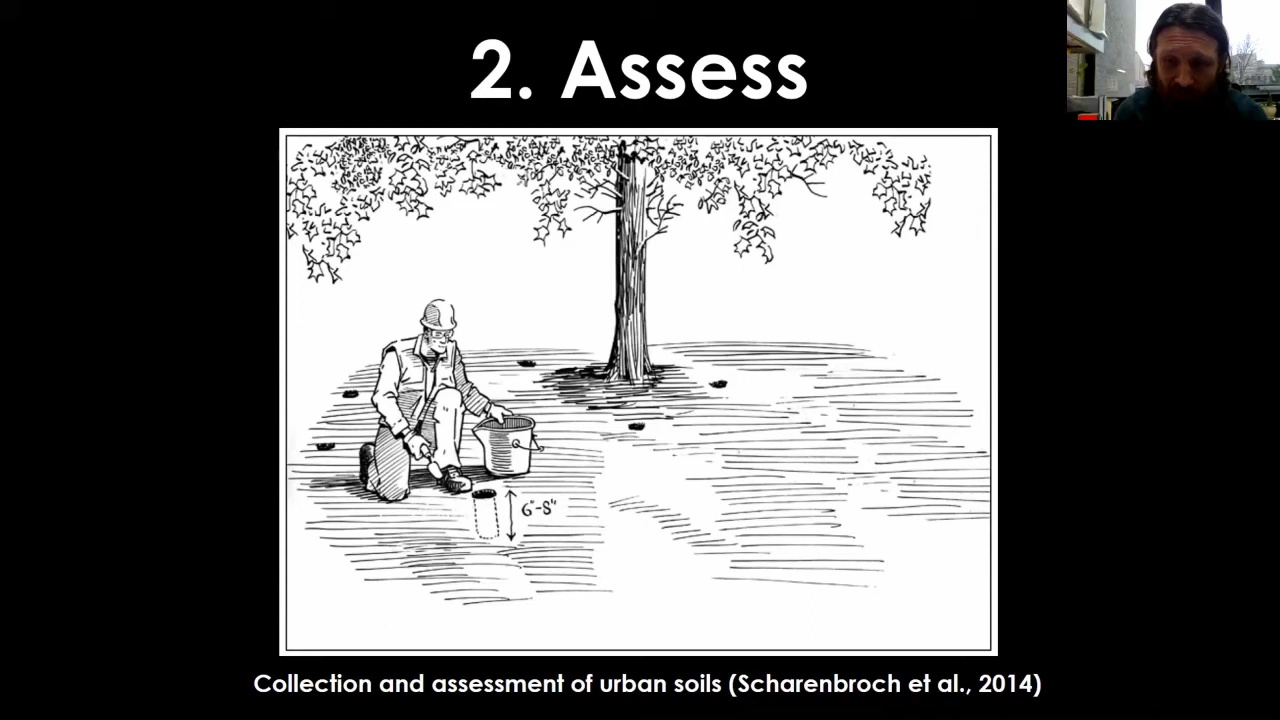 2. Assess
6"-8"
Collection and assessment of urban soils (Scharenbroch et al., 2014)